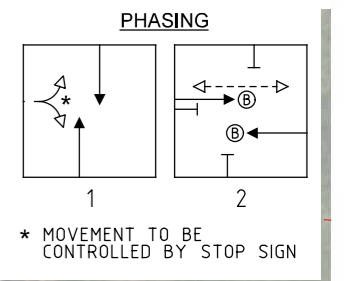 PHASING
*
B
B
1 2
* MOVEMENT TO BE
CONTROLLED BY STOP SIGN